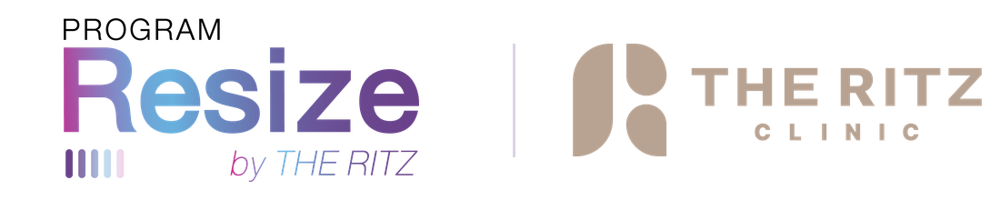 PROGRAM
Resize
by THE RITZ
THE RITZ
CLINIC